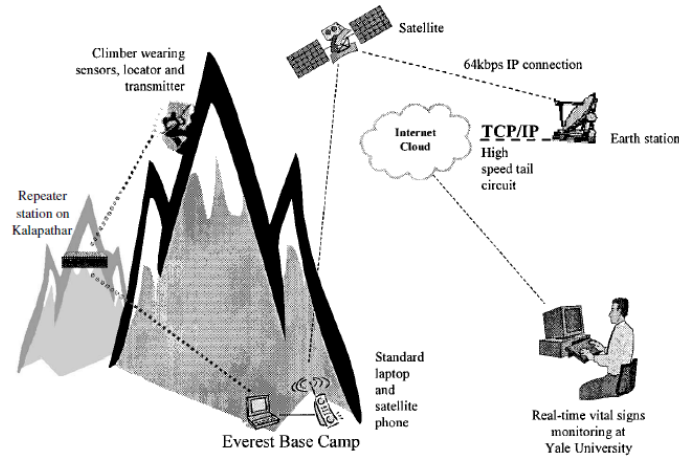 Satellite
Climber wearing
sensors, locator and
transmitter
64kbps IP connection
Internet
Cloud
TCP/IP
High
speed tail
circuit
Earth station
Repeater
station on
Kalapathar
Standard
laptop
and
satellite
phone
Everest Base Camp
Real-time vital signs
monitoring at
Yale University